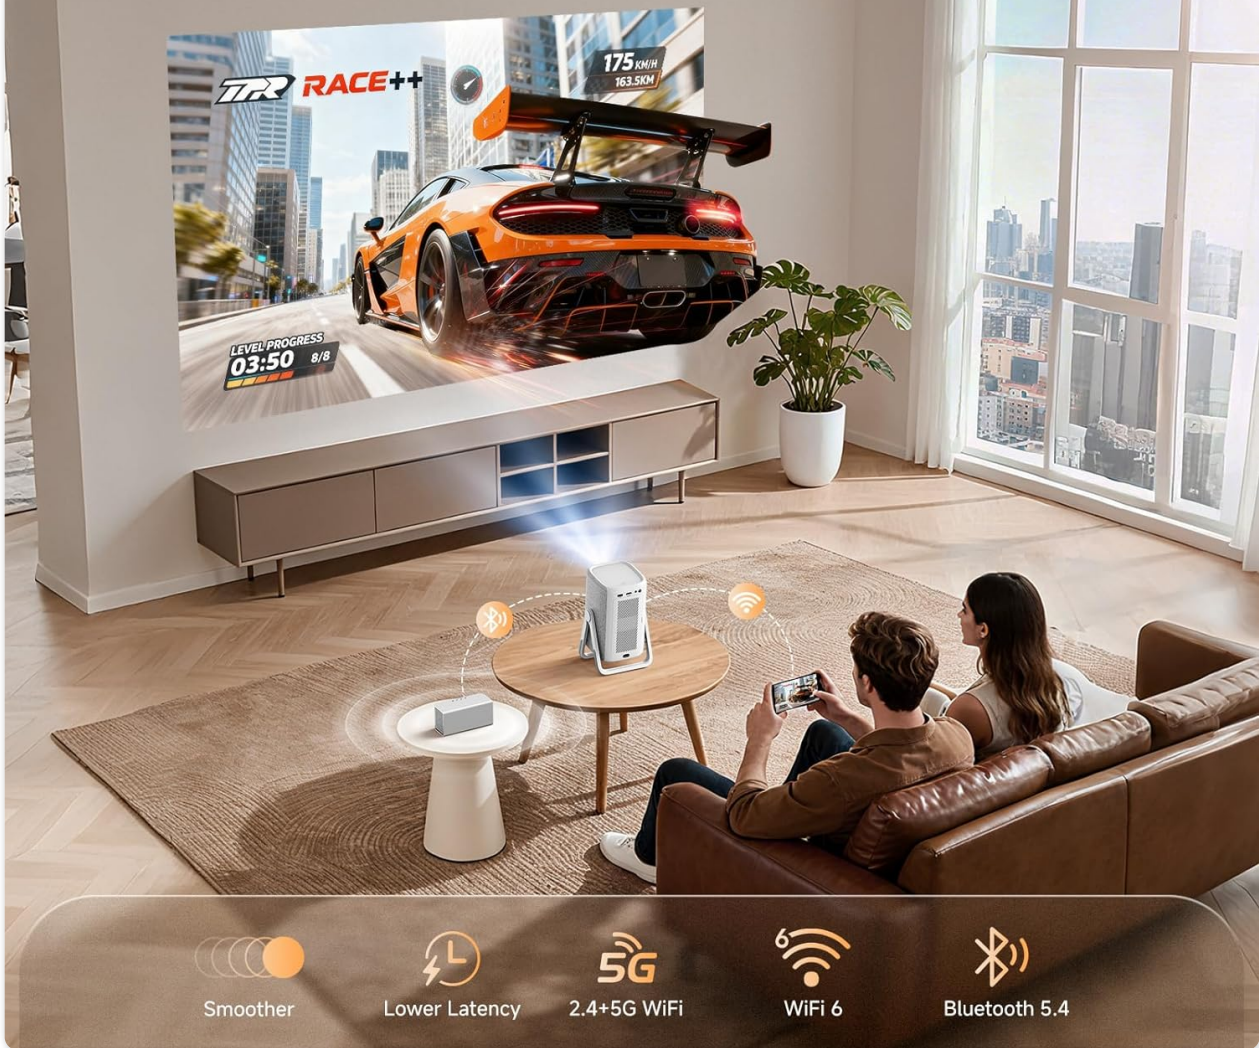 TPR RACE++
175 KM/H
163.5KM
LEVEL PROGRESS
03:50 8/8
Smoother
Lower Latency
5G
2.4+5G WiFi
6
WiFi 6
Bluetooth 5.4